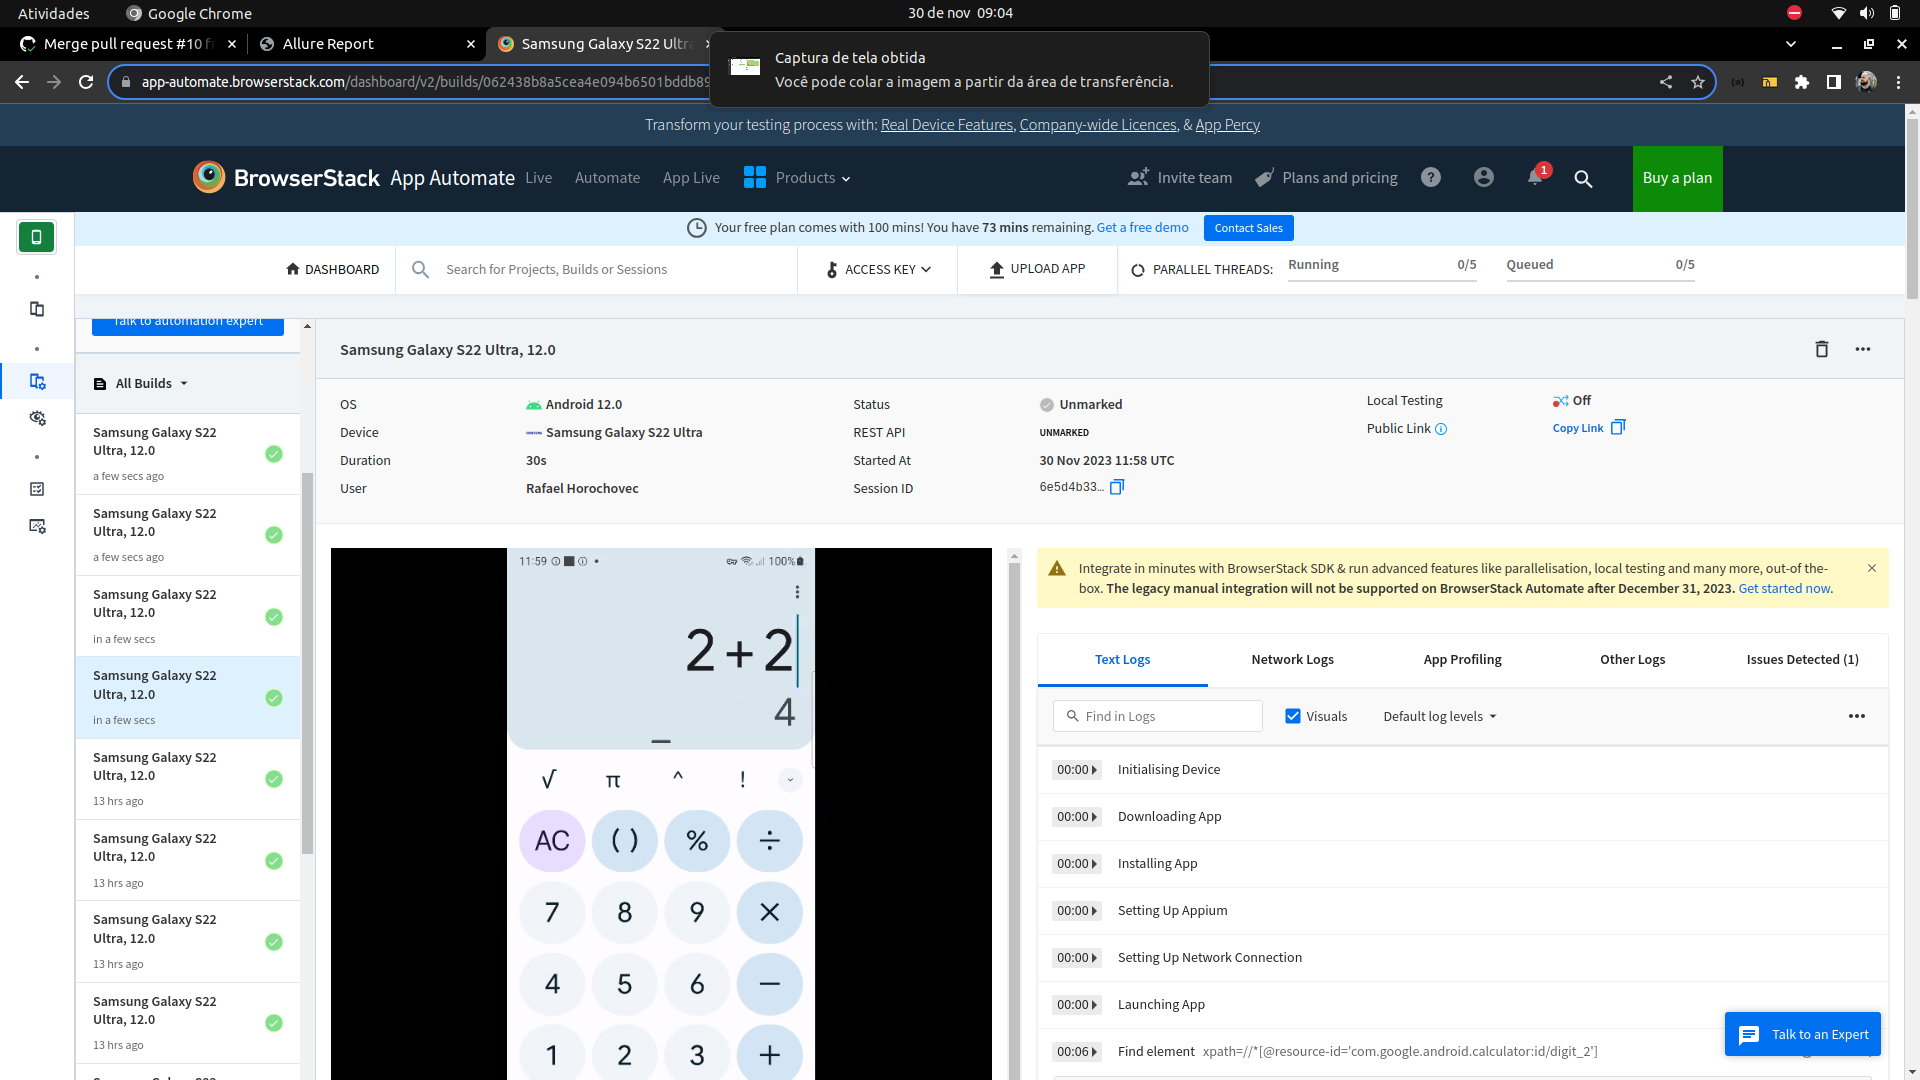 Atividades
Google Chrome
30 de nov 09:04
Merge pull request #10 fr
Allure Report
Samsung Galaxy S22 Ultra
Captura de tela obtida
Você pode colar a imagem a partir da área de transferência.
app-automate.browserstack.com/dashboard/v2/builds/062438b8a5cea4e094b6501bddb89
Transform your testing process with: Real Device Features, Company-wide Licences, & App Percy
BrowserStack App Automate Live Automate App Live Products
Invite team Plans and pricing ? 1 Buy a plan
Your free plan comes with 100 mins! You have 73 mins remaining. Get a free demo Contact Sales
DASHBOARD
Search for Projects, Builds or Sessions
ACCESS KEY
UPLOAD APP
PARALLEL THREADS:
Running 0/5
Queued 0/5
Talk to automation expert
All Builds
Samsung Galaxy S22
Ultra, 12.0
a few secs ago
Samsung Galaxy S22
Ultra, 12.0
a few secs ago
Samsung Galaxy S22
Ultra, 12.0
in a few secs
Samsung Galaxy S22
Ultra, 12.0
in a few secs
Samsung Galaxy S22
Ultra, 12.0
13 hrs ago
Samsung Galaxy S22
Ultra, 12.0
13 hrs ago
Samsung Galaxy S22
Ultra, 12.0
13 hrs ago
Samsung Galaxy S22
Ultra, 12.0
13 hrs ago
Samsung Galaxy S22
Samsung Galaxy S22 Ultra, 12.0
OS Android 12.0
Device Samsung Galaxy S22 Ultra
Duration 30s
User Rafael Horochovec
Status Unmarked
REST API UNMARKED
Started At 30 Nov 2023 11:58 UTC
Session ID 6e5d4b33...
Local Testing Off
Public Link Copy Link
11:59 100%
2+2
4
√ π ^ !
AC ( ) % ÷
7 8 9 ×
4 5 6 −
1 2 3 +
Integrate in minutes with BrowserStack SDK & run advanced features like parallelisation, local testing and many more, out-of the-
box. The legacy manual integration will not be supported on BrowserStack Automate after December 31, 2023. Get started now.
Text Logs Network Logs App Profiling Other Logs Issues Detected (1)
Find in Logs Visuals Default log levels
00:00 Initialising Device
00:00 Downloading App
00:00 Installing App
00:00 Setting Up Appium
00:00 Setting Up Network Connection
00:00 Launching App
00:06 Find element xpath=//*[@resource-id='com.google.android.calculator:id/digit_2']
Talk to an Expert